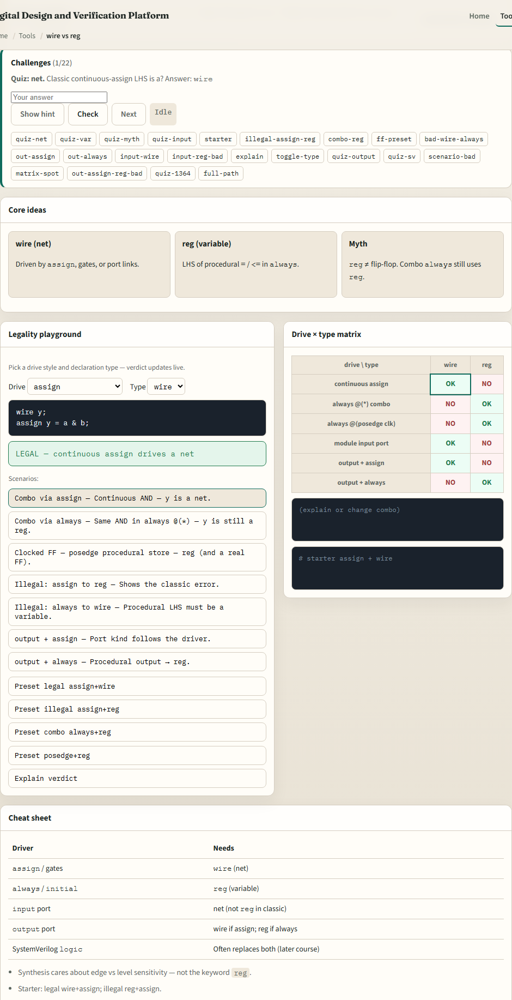 gital Design and Verification Platform
Home
Too
me / Tools / wire vs reg
Challenges (1/22)
Quiz: net. Classic continuous-assign LHS is a? Answer: wire
Your answer
Show hint
Check
Next
Idle
quiz-net
quiz-var
quiz-myth
quiz-input
starter
illegal-assign-reg
combo-reg
ff-preset
bad-wire-always
out-assign
out-always
input-wire
input-reg-bad
explain
toggle-type
quiz-output
quiz-sv
scenario-bad
matrix-spot
out-assign-reg-bad
quiz-1364
full-path
Core ideas
wire (net)
Driven by assign, gates, or port links.
reg (variable)
LHS of procedural = / <= in always.
Myth
reg ≠ flip-flop. Combo always still uses
reg.
Legality playground
Pick a drive style and declaration type — verdict updates live.
Drive assign Type wire
wire y;
assign y = a & b;
LEGAL — continuous assign drives a net
Scenarios:
Combo via assign — Continuous AND — y is a net.
Combo via always — Same AND in always @(*) — y is still a
reg.
Clocked FF — posedge procedural store — reg (and a real
FF).
Illegal: assign to reg — Shows the classic error.
Illegal: always to wire — Procedural LHS must be a
variable.
output + assign — Port kind follows the driver.
output + always — Procedural output → reg.
Preset legal assign+wire
Preset illegal assign+reg
Preset combo always+reg
Preset posedge+reg
Explain verdict
Drive × type matrix
drive \ type wire reg
continuous assign OK NO
always @(*) combo NO OK
always @(posedge clk) NO OK
module input port OK NO
output + assign OK NO
output + always NO OK
(explain or change combo)
# starter assign + wire
Cheat sheet
Driver Needs
assign / gates wire (net)
always / initial reg (variable)
input port net (not reg in classic)
output port wire if assign; reg if always
SystemVerilog logic Often replaces both (later course)
• Synthesis cares about edge vs level sensitivity — not the keyword reg.
• Starter: legal wire+assign; illegal reg+assign.